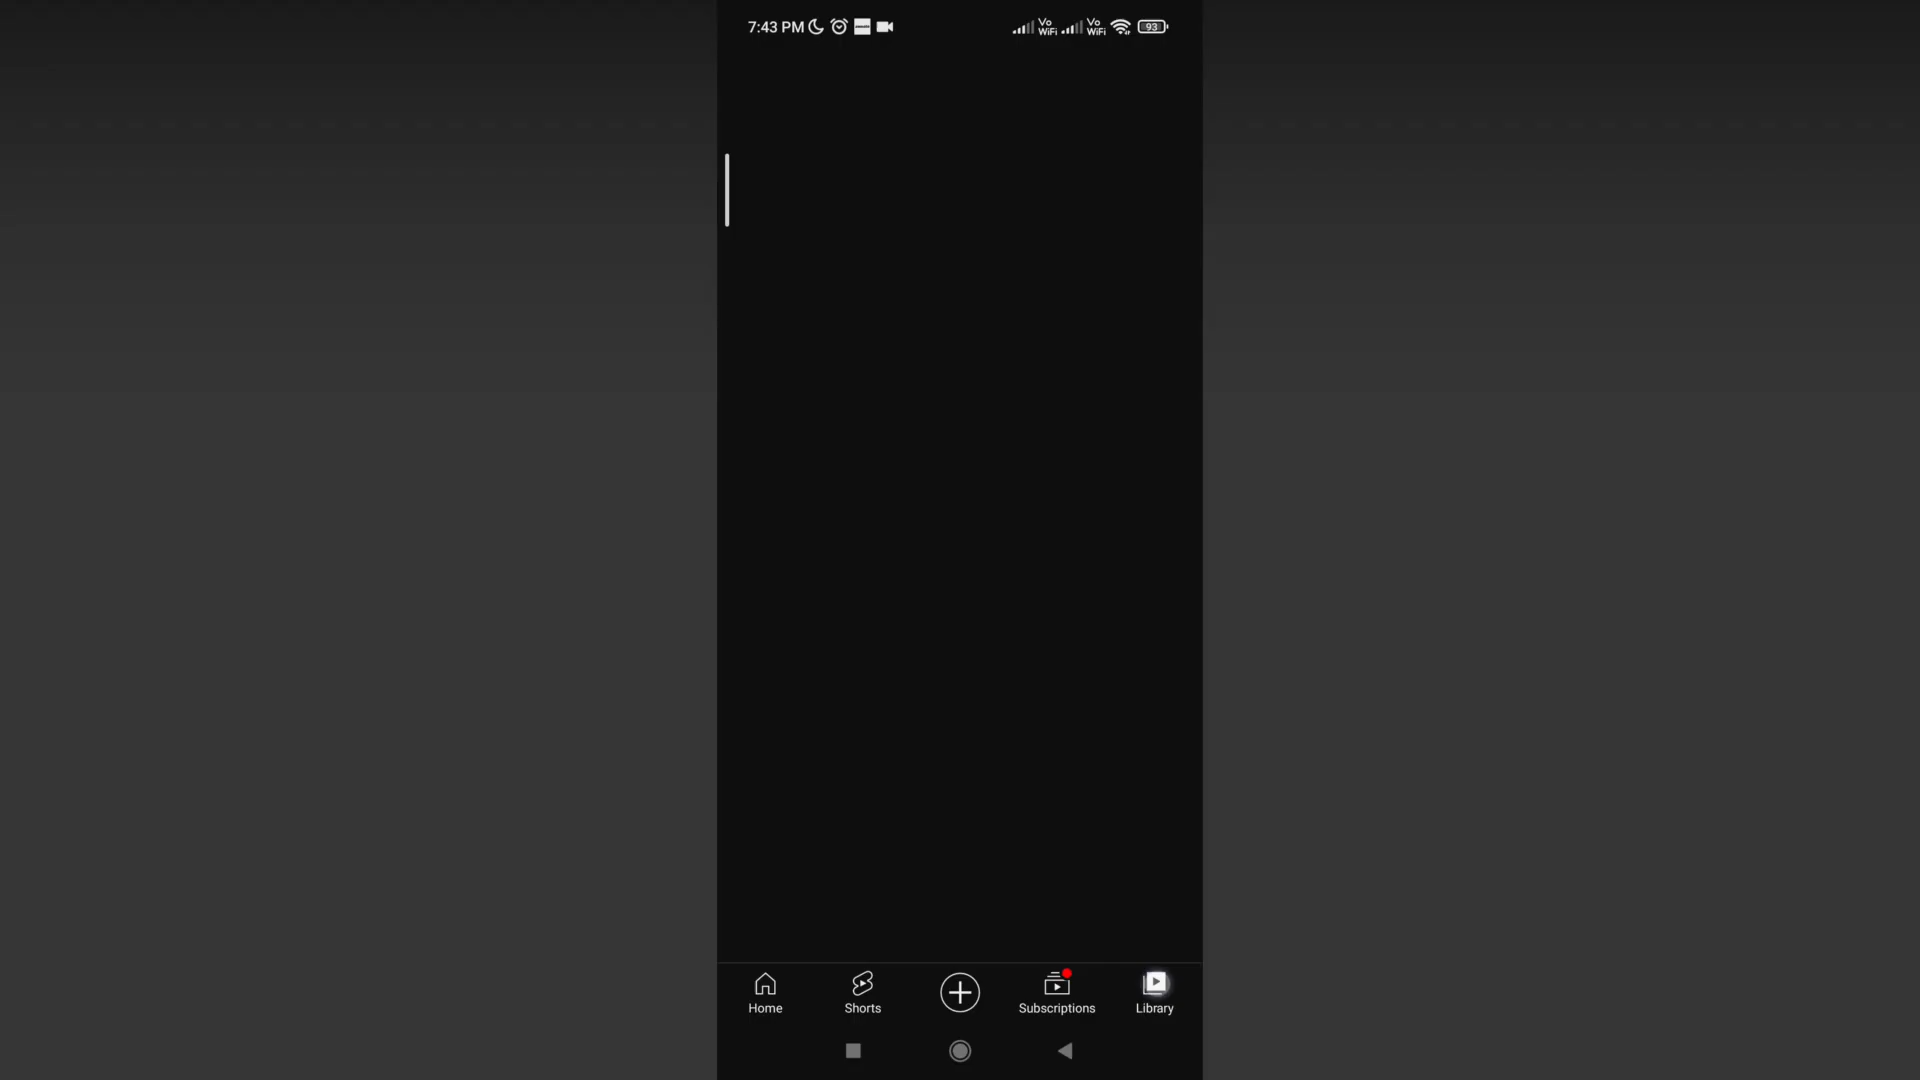 7:43 PM
Vo WiFi
Vo WiFi
93
Home
Shorts
Subscriptions
Library